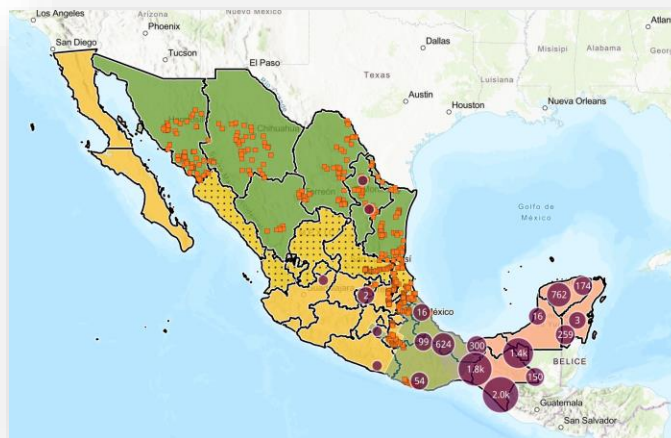 Los Angeles
San Diego
Phoenix
Tucson
Nuevo México
El Paso
Dallas
Texas
Austin
Houston
Luisiana
Misisipi
Alabama
Nueva Orleans
Atlan
Chihuahua
Torreón
Golfo de
México
México
2
16
99
624
300
54
1.8k
1.4k
2.0k
150
16
762
174
3
259
BELICE
Guatemala
San Salvador